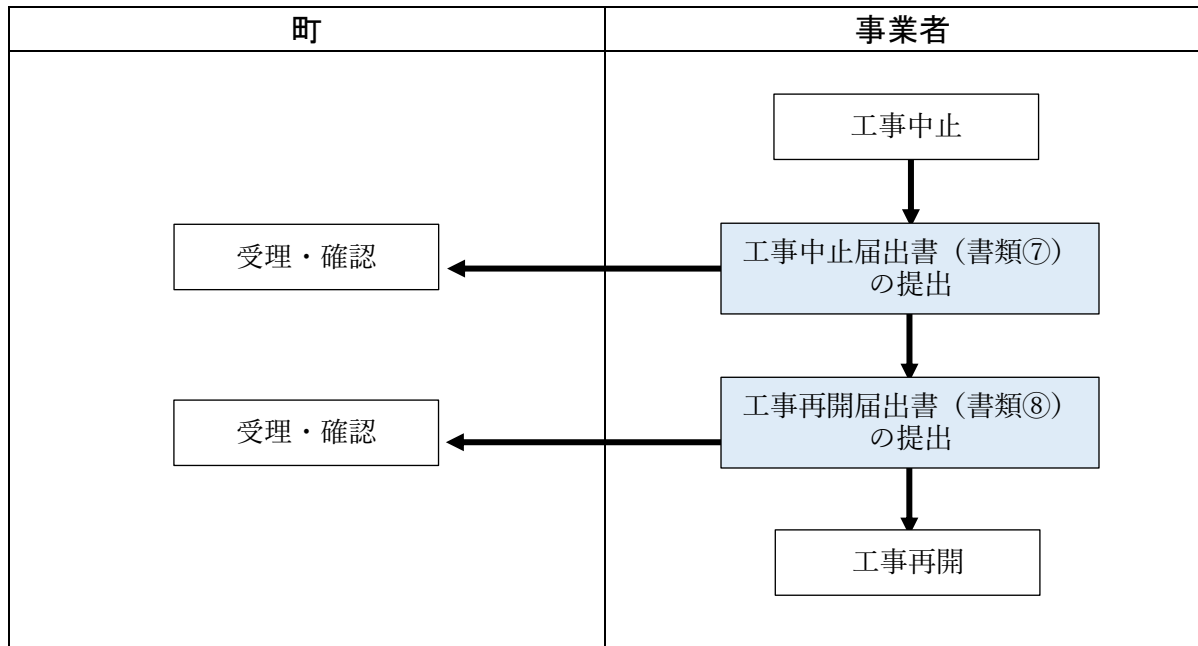 町
事業者
工事中止
受理・確認
工事中止届出書（書類⑦）
の提出
受理・確認
工事再開届出書（書類⑧）
の提出
工事再開